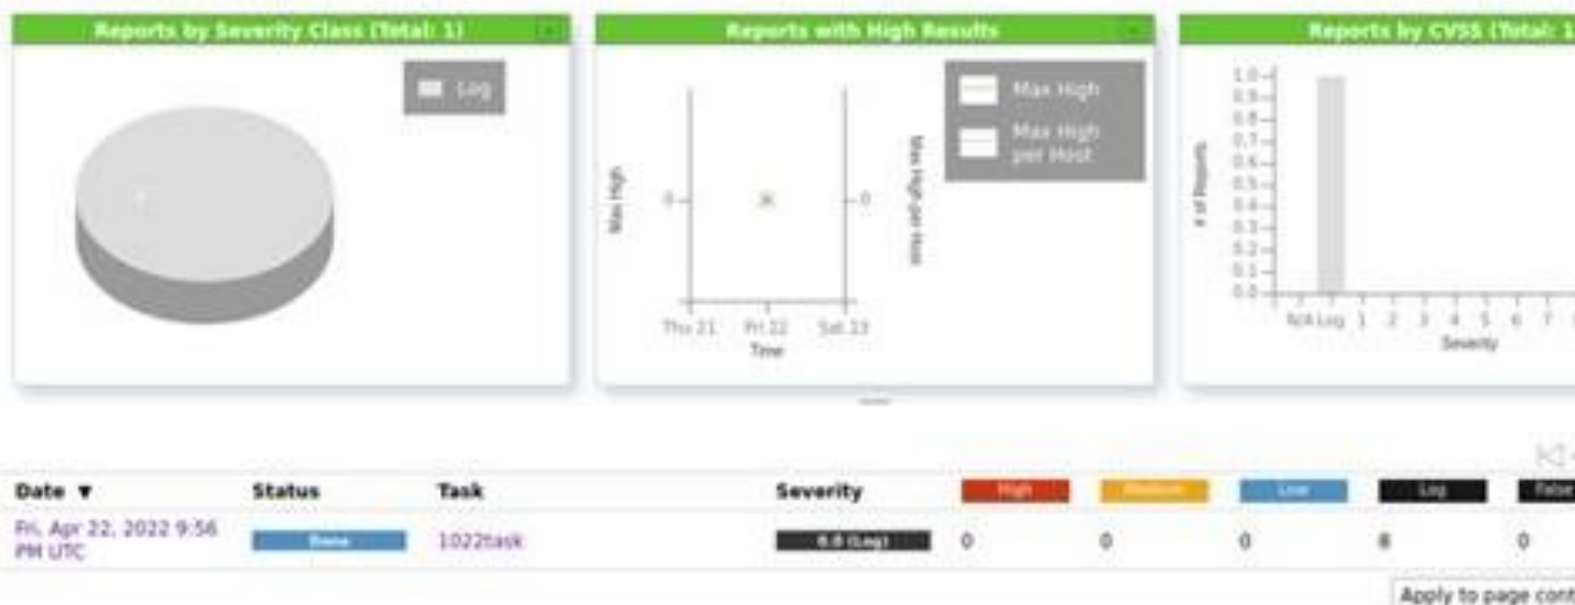 Reports by Severity Class (Total: 1)
Log
1
Reports with High Results
Max High
Max High
per Host
Max High
0
0
Max High per Host
Thu 21
Fri 22
Sat 23
Time
Reports by CVSS (Total: 1
# of Reports
1.0
0.9
0.8
0.7
0.6
0.5
0.4
0.3
0.2
0.1
0.0
N/A Log 1 2 3 4 5 6 7
Severity
Date ▼ Status Task Severity High Medium Low Log False
Fri, Apr 22, 2022 9:56
PM UTC
Done 1022task 0.0 (Log) 0 0 0 8 0
Apply to page cont